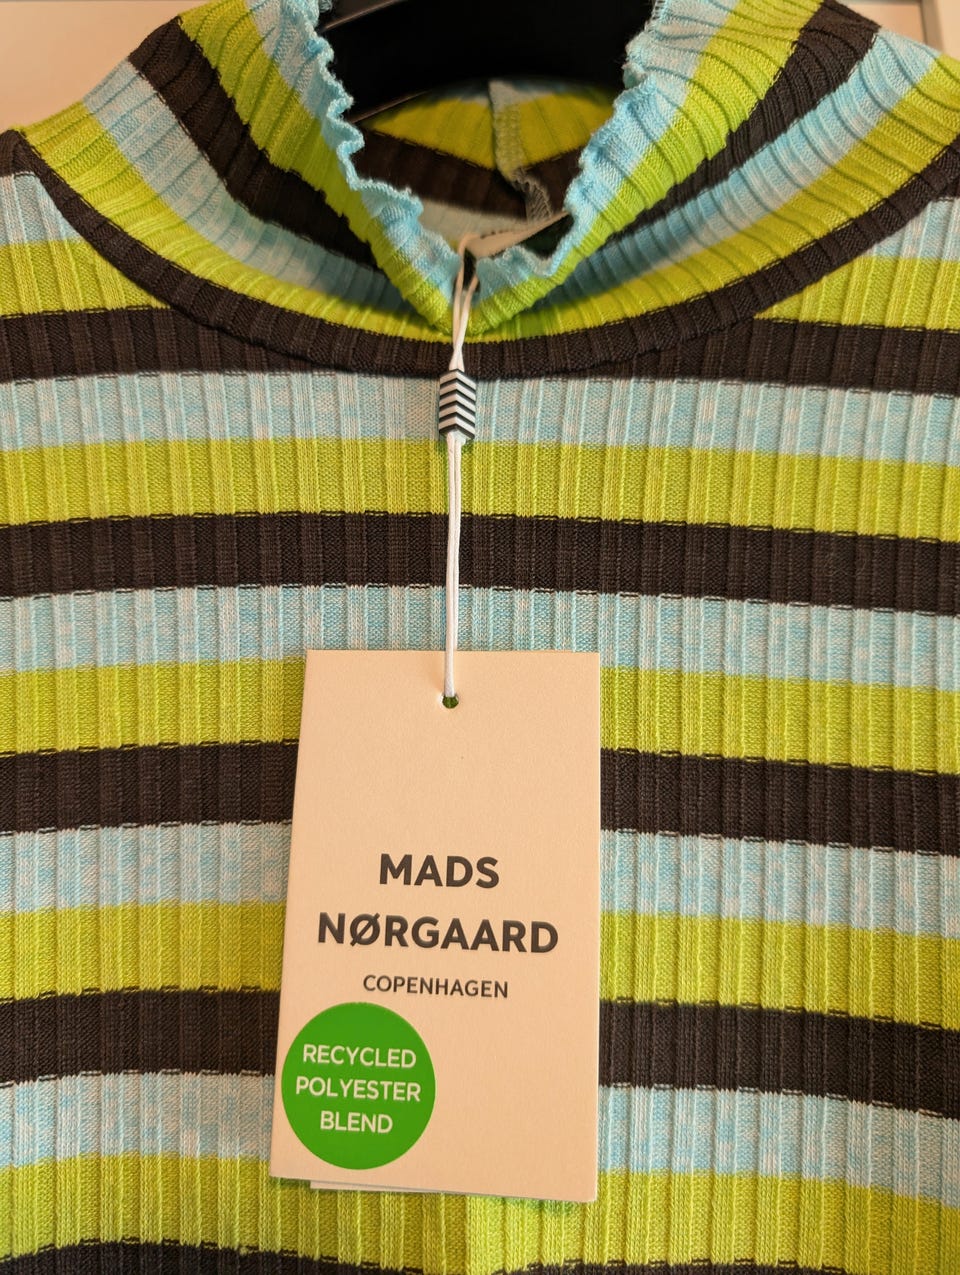 MADS
NØRGAARD
COPENHAGEN
RECYCLED
POLYESTER
BLEND